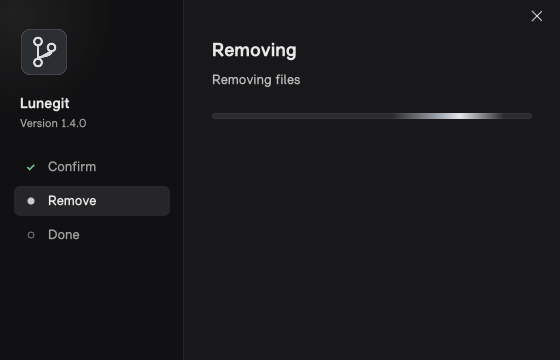 Lunegit
Version 1.4.0
Confirm
Remove
Done
Removing
Removing files